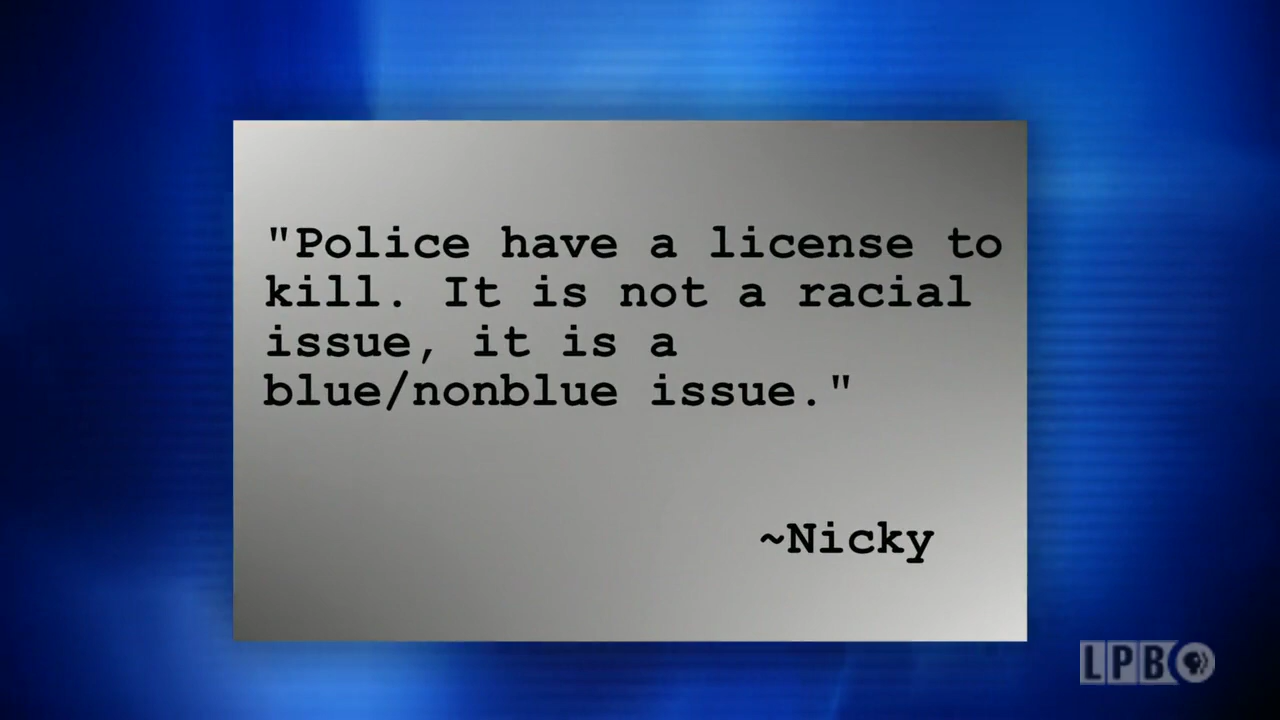 "Police have a license to
kill. It is not a racial
issue, it is a
blue/nonblue issue."
~Nicky
LPB